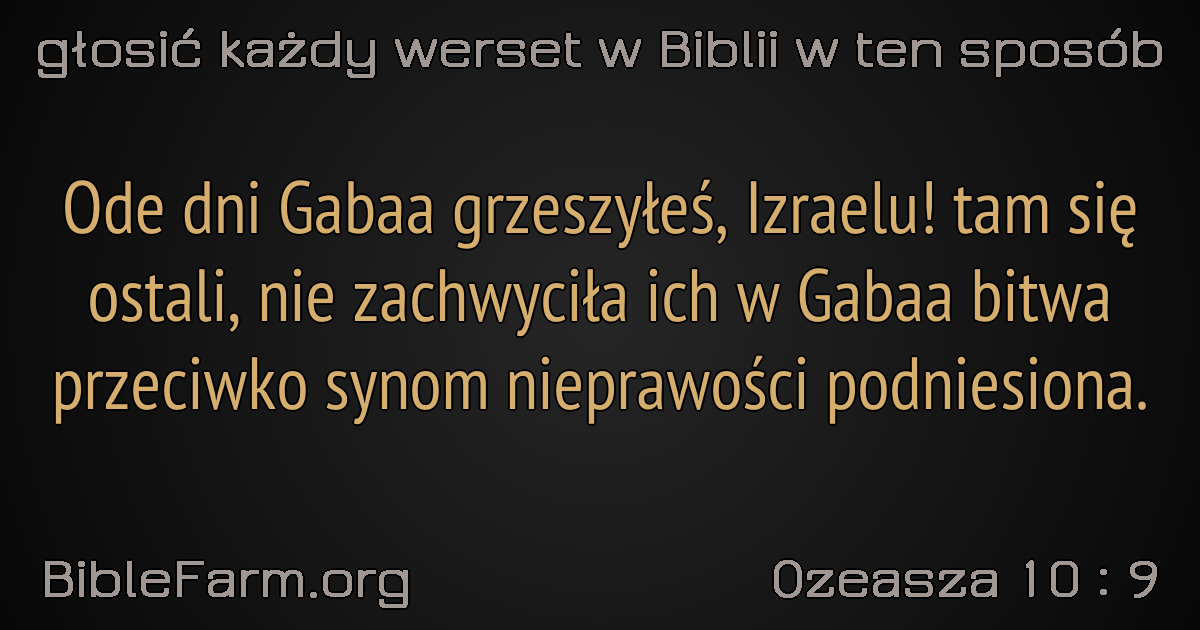 głosić każdy werset w Biblii w ten sposób
Ode dni Gabaa grzeszyłeś, Izraelu! tam się
ostali, nie zachwyciła ich w Gabaa bitwa
przeciwko synom nieprawości podniesiona.
BibleFarm.org
Ozeasza 10 : 9